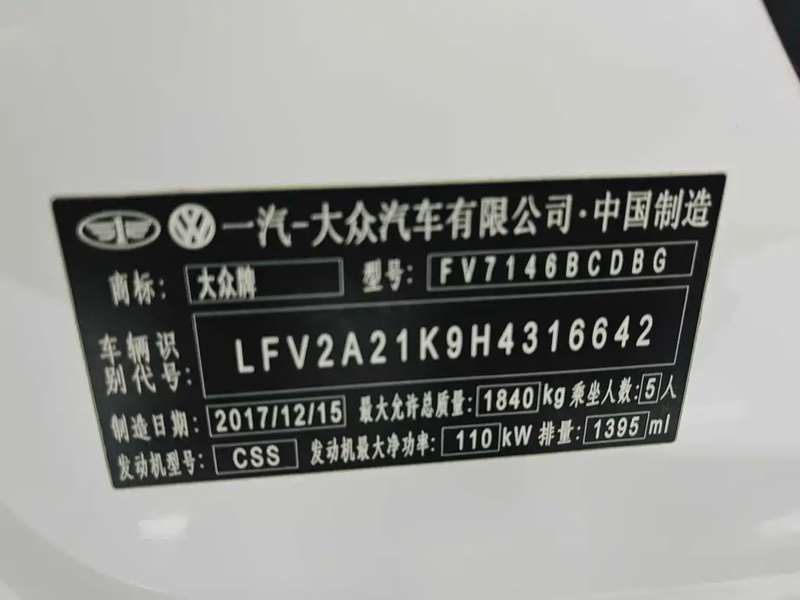 一汽-大众汽车有限公司·中国制造
商标: 大众牌 型号: FV7146BCDBG
车辆识别代号: LFV2A21K9H4316642
制造日期: 2017/12/15 最大允许总质量: 1840 kg 乘坐人数: 5 人
发动机型号: CSS 发动机最大净功率: 110 kW 排量: 1395 ml